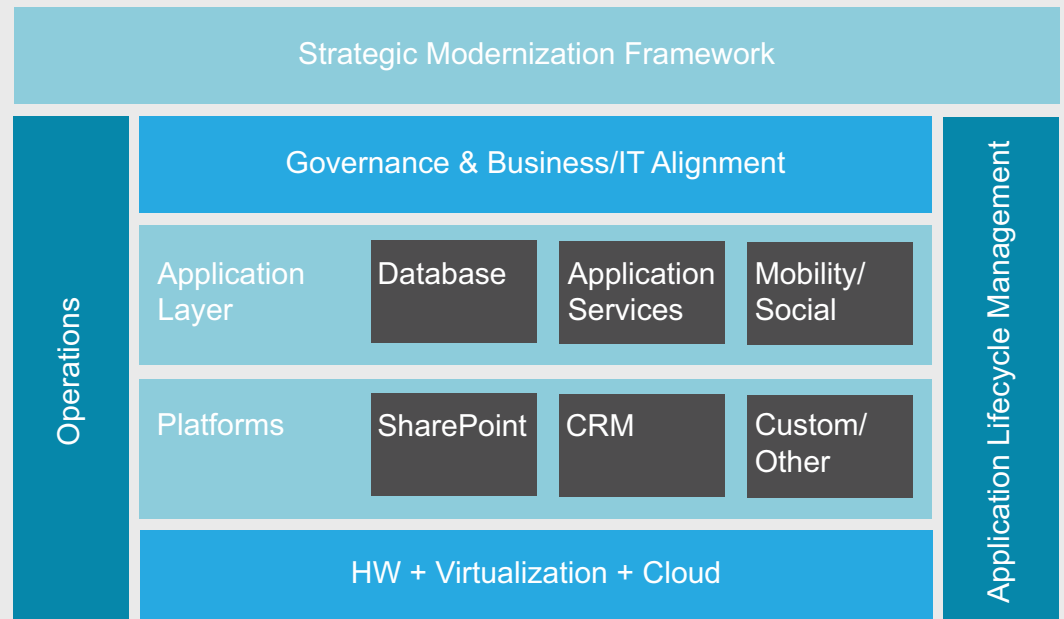 Strategic Modernization Framework
Operations
Governance & Business/IT Alignment
Application
Layer
Database
Application
Services
Mobility/
Social
Platforms
SharePoint
CRM
Custom/
Other
HW + Virtualization + Cloud
Application Lifecycle Management